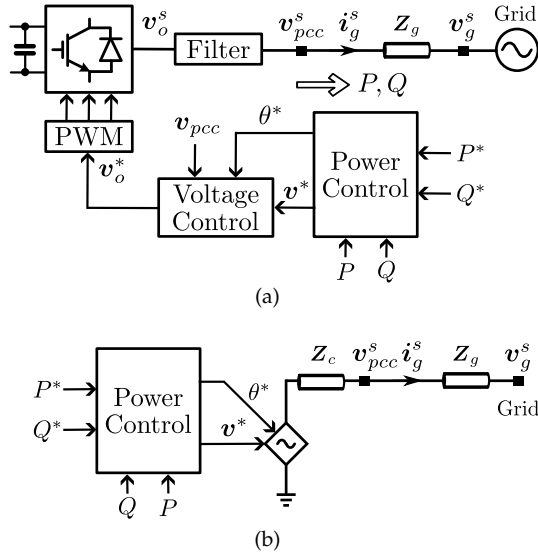 v_o^s
v_pcc^s
i_g^s
Z_g
v_g^s
Grid
Filter
P, Q
PWM
v_pcc
θ*
v_o^*
Voltage
Control
v*
Power
Control
P*
Q*
P
Q
(a)
P*
Q*
Power
Control
θ*
v*
Q
P
Z_c
v_pcc^s
i_g^s
Z_g
v_g^s
Grid
(b)